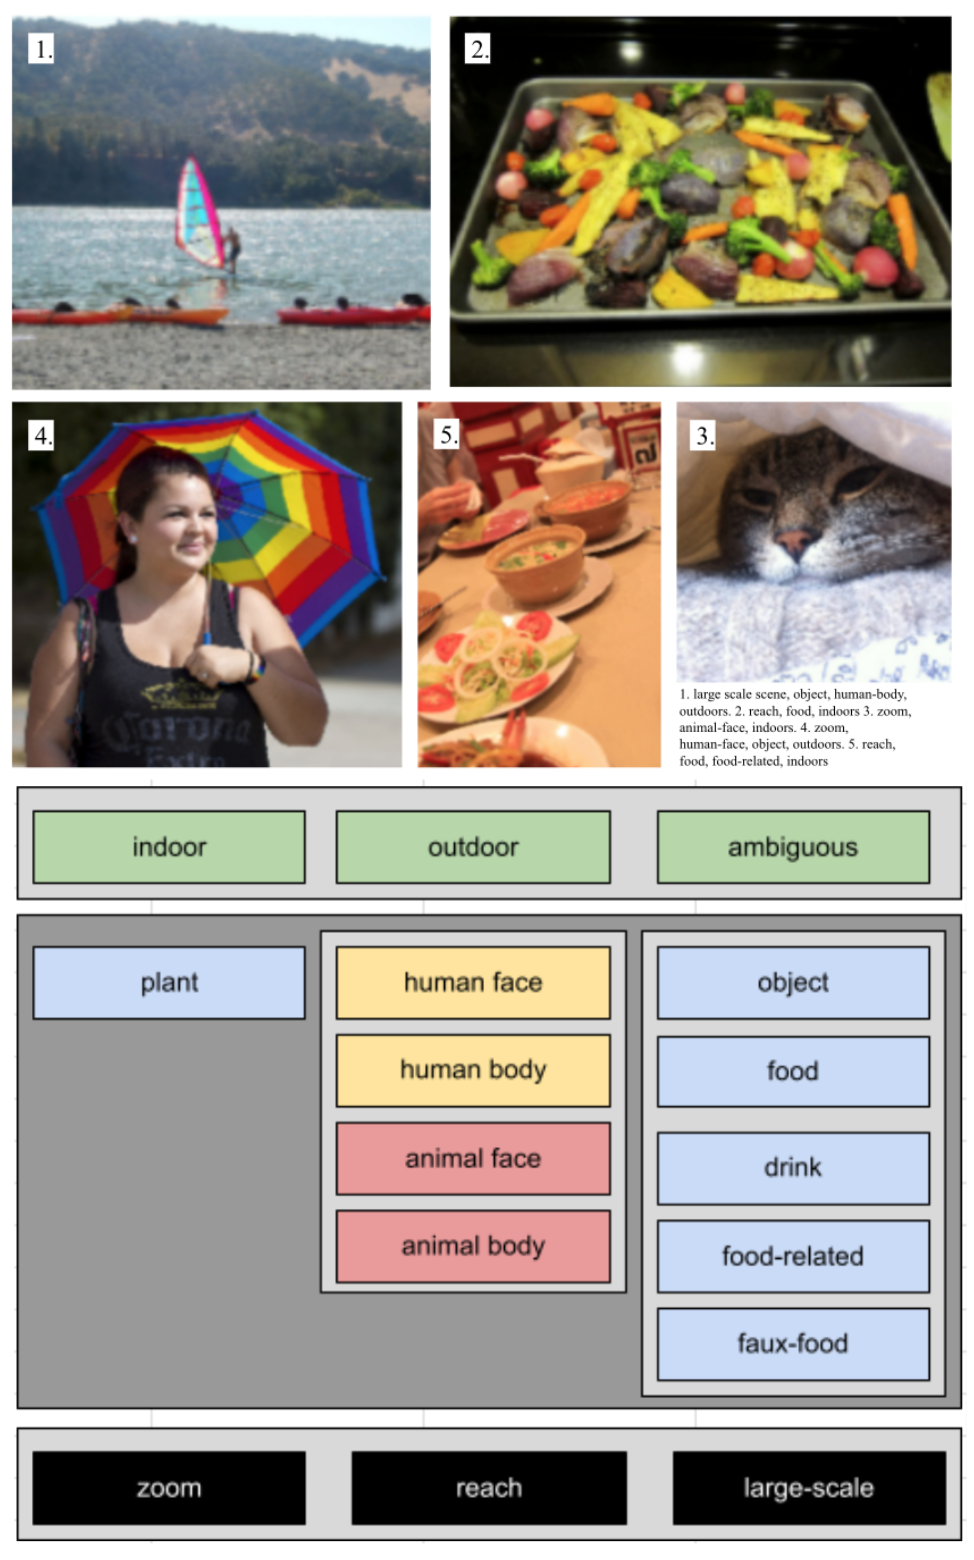 1.
2.
4.
5.
3.
Corona
Extra
1. large scale scene, object, human-body,
outdoors. 2. reach, food, indoors 3. zoom,
animal-face, indoors. 4. zoom,
human-face, object, outdoors. 5. reach,
food, food-related, indoors
indoor
outdoor
ambiguous
plant
human face
object
human body
food
animal face
drink
animal body
food-related
faux-food
zoom
reach
large-scale